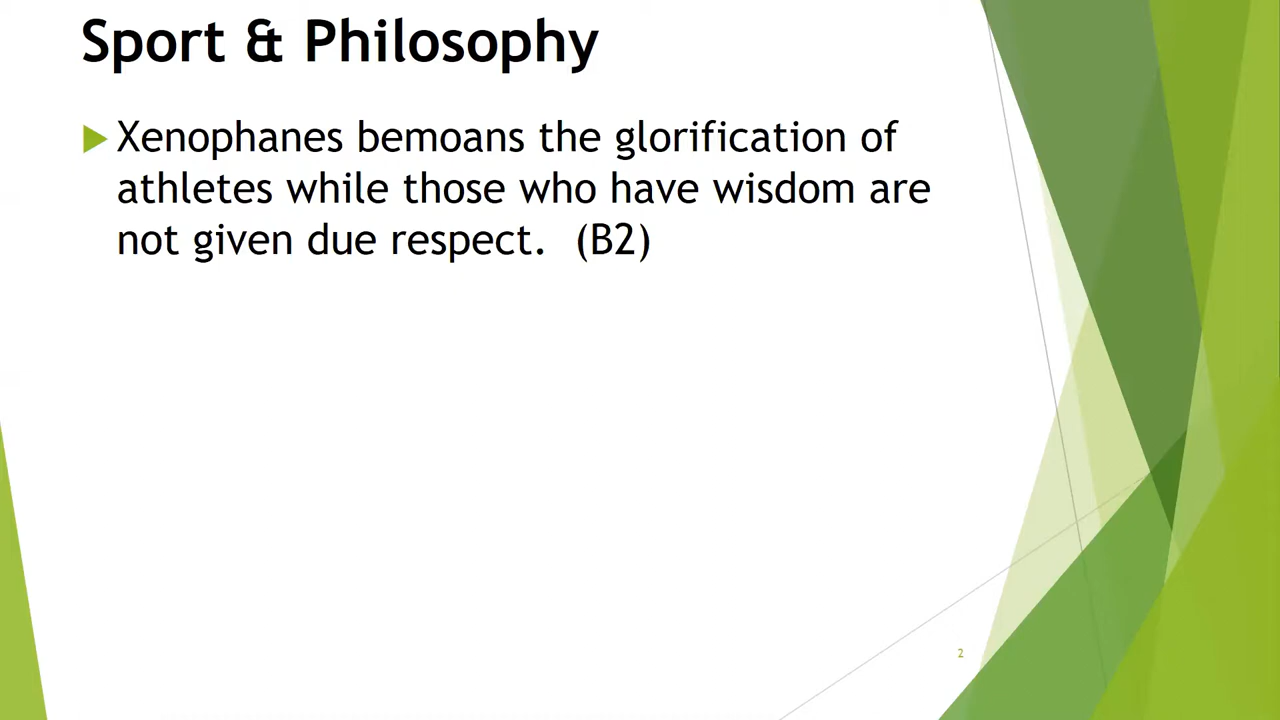 Sport & Philosophy
Xenophanes bemoans the glorification of
athletes while those who have wisdom are
not given due respect.  (B2)
2